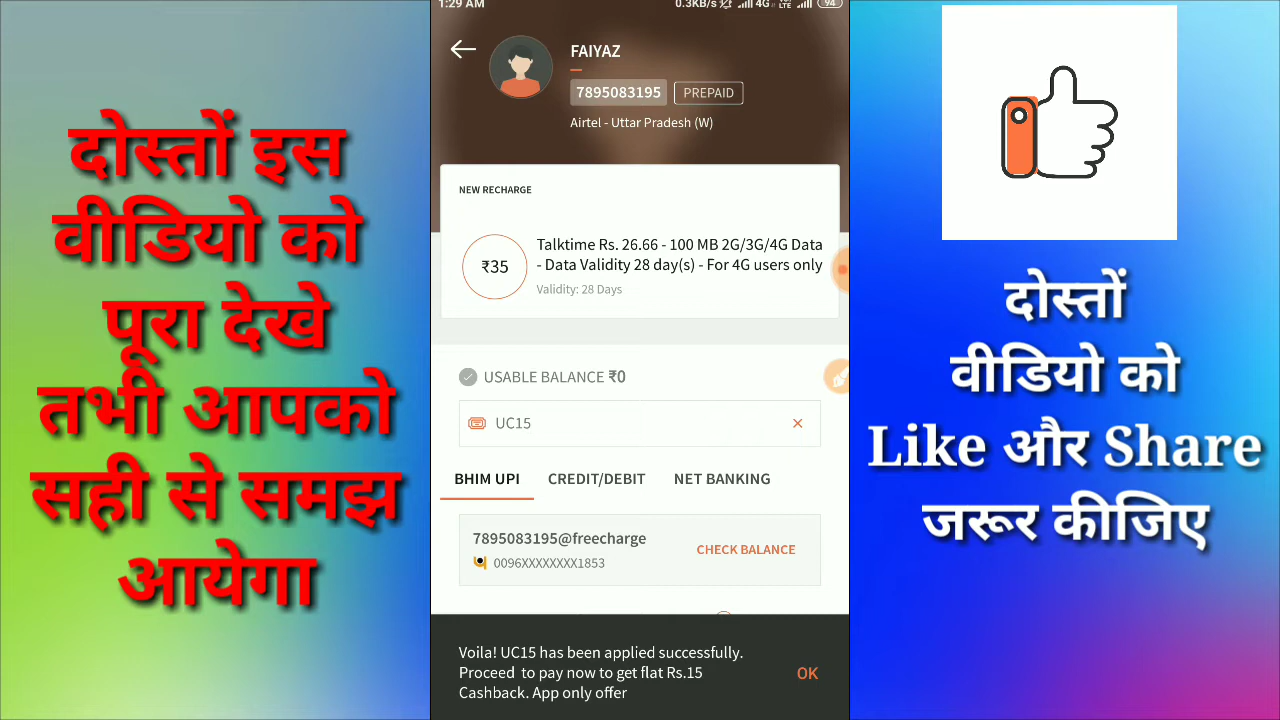 दोस्तों इस
वीडियो को
पूरा देखे
तभी आपको
सही से समझ
आयेगा
1:29 AM
0.3KB/s 4G VoLTE 94
FAIYAZ
7895083195 PREPAID
Airtel - Uttar Pradesh (W)
NEW RECHARGE
₹35
Talktime Rs. 26.66 - 100 MB 2G/3G/4G Data
- Data Validity 28 day(s) - For 4G users only
Validity: 28 Days
USABLE BALANCE ₹0
UC15
BHIM UPI CREDIT/DEBIT NET BANKING
7895083195@freecharge
CHECK BALANCE
0096XXXXXXXX1853
Voila! UC15 has been applied successfully.
Proceed to pay now to get flat Rs.15
Cashback. App only offer
OK
दोस्तों
वीडियो को
Like और Share
जरूर कीजिए